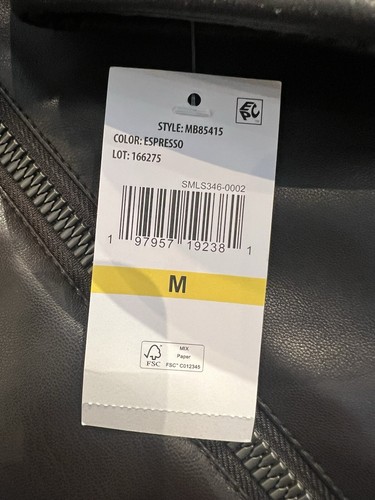 STYLE: MB85415
COLOR: ESPRESSO
LOT: 166275
SMLS346-0002
1 97957 19238 1
M
FSC
MIX
Paper
FSC® C012345